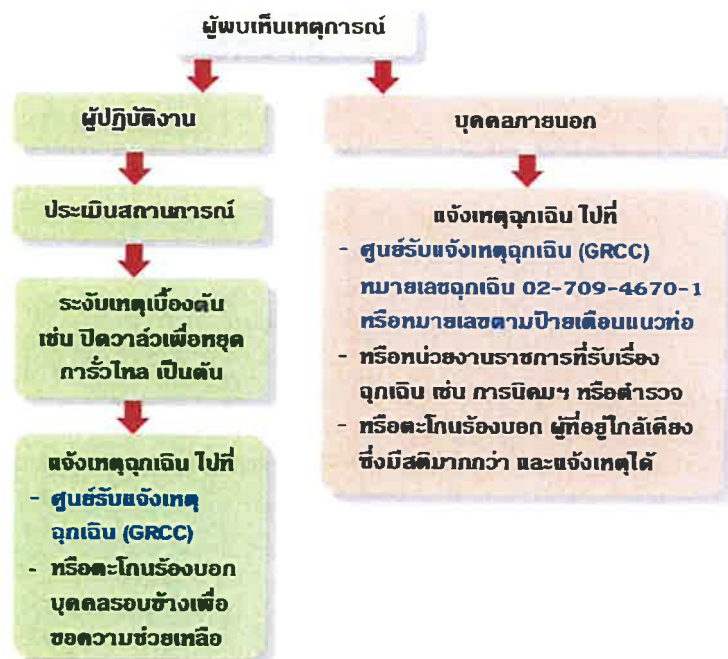 ผู้พบเห็นเหตุการณ์
ผู้ปฏิบัติงาน
ประเมินสถานการณ์
ระงับเหตุเบื้องต้น
เช่น ปิดวาล์วเพื่อหยุด
การั่วไหล เป็นต้น
แจ้งเหตุฉุกเฉิน ไปที่
- ศูนย์รับแจ้งเหตุ
ฉุกเฉิน (GRCC)
- หรือตะโกนร้องบอก
บุคคลรอบข้างเพื่อ
ขอความช่วยเหลือ
บุคคลภายนอก
แจ้งเหตุฉุกเฉิน ไปที่
- ศูนย์รับแจ้งเหตุฉุกเฉิน (GRCC)
หมายเลขฉุกเฉิน 02-709-4670-1
หรือหมายเลขตามป้ายเตือนแนวท่อ
- หรือหน่วยงานราชการที่รับเรื่อง
ฉุกเฉิน เช่น การนิคมฯ หรือตำรวจ
- หรือตะโกนร้องบอก ผู้ที่อยู่ใกล้เคียง
ซึ่งมีสติมากกว่า และแจ้งเหตุได้